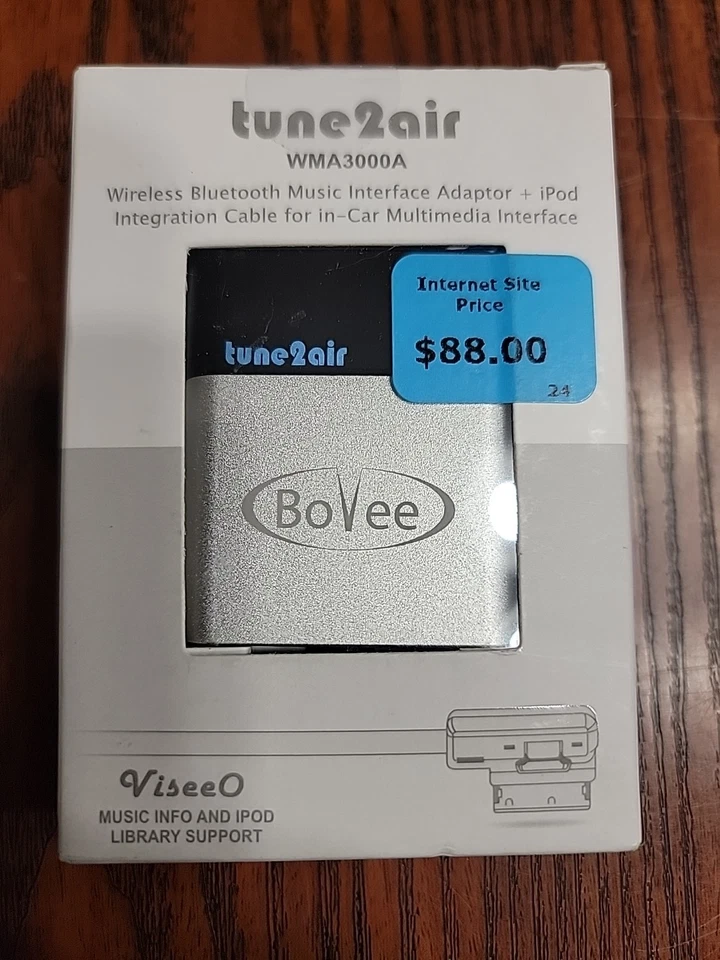 tune2air
WMA3000A
Wireless Bluetooth Music Interface Adaptor + iPod
Integration Cable for in-Car Multimedia Interface
Internet Site
Price
$88.00
24
tune2air
BoVee
ViseeO
MUSIC INFO AND IPOD
LIBRARY SUPPORT